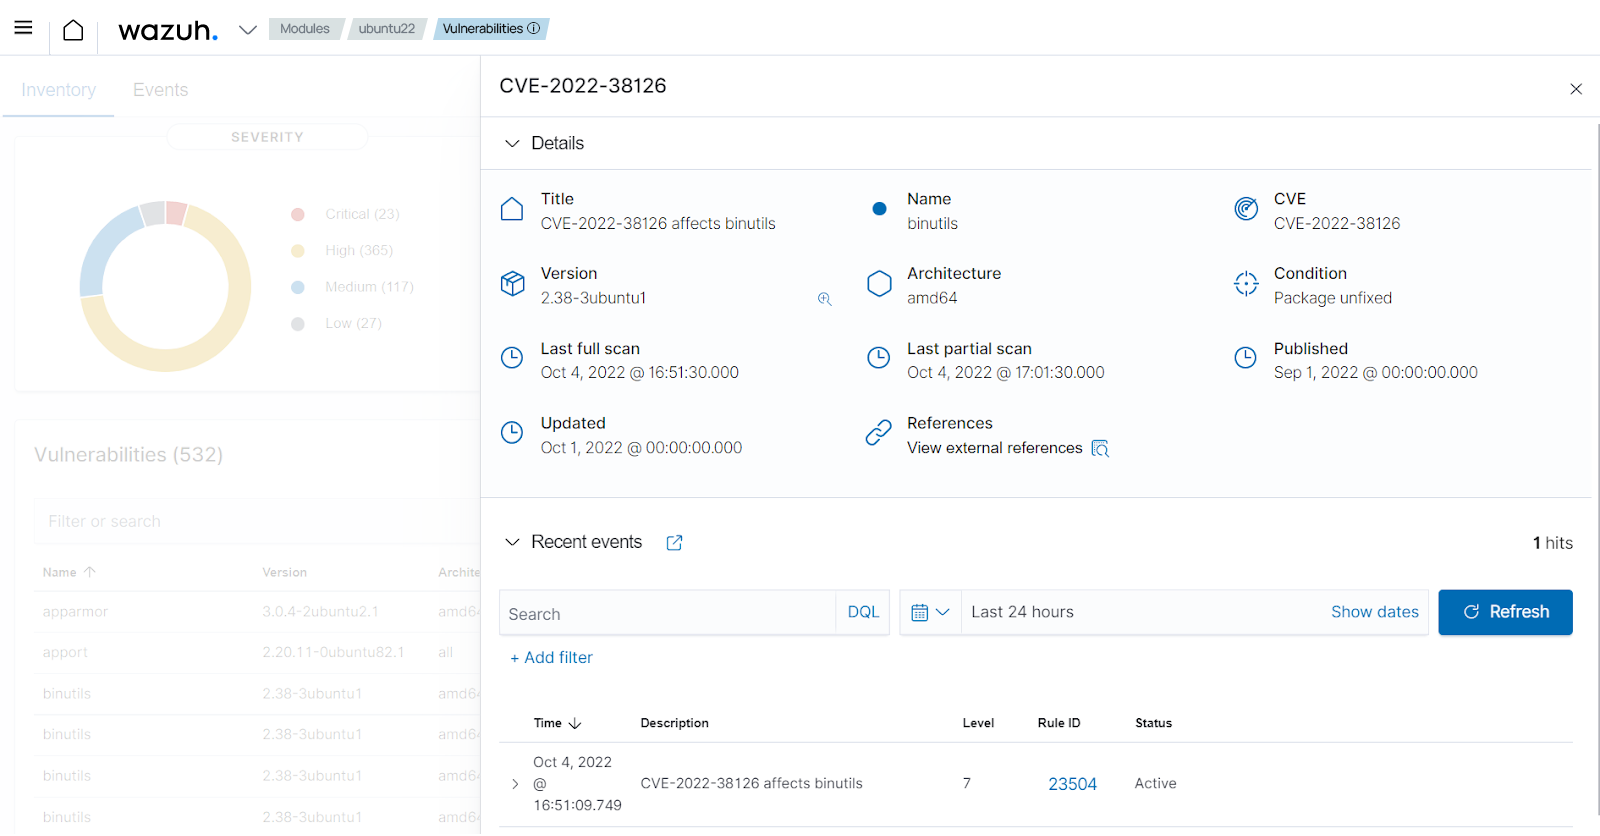 wazuh.
Modules
ubuntu22
Vulnerabilities
Inventory
Events
SEVERITY
Critical (23)
High (365)
Medium (117)
Low (27)
Vulnerabilities (532)
Filter or search
Name Version Archite
apparmor 3.0.4-2ubuntu2.1 amd64
apport 2.20.11-0ubuntu82.1 all
binutils 2.38-3ubuntu1 amd64
binutils 2.38-3ubuntu1 amd64
binutils 2.38-3ubuntu1 amd64
binutils 2.38-3ubuntu1 amd64
CVE-2022-38126
Details
Title
CVE-2022-38126 affects binutils
Name
binutils
CVE
CVE-2022-38126
Version
2.38-3ubuntu1
Architecture
amd64
Condition
Package unfixed
Last full scan
Oct 4, 2022 @ 16:51:30.000
Last partial scan
Oct 4, 2022 @ 17:01:30.000
Published
Sep 1, 2022 @ 00:00:00.000
Updated
Oct 1, 2022 @ 00:00:00.000
References
View external references
Recent events
1 hits
Search DQL
Last 24 hours
Show dates
Refresh
+ Add filter
Time Description Level Rule ID Status
Oct 4, 2022
@
16:51:09.749
CVE-2022-38126 affects binutils 7 23504 Active